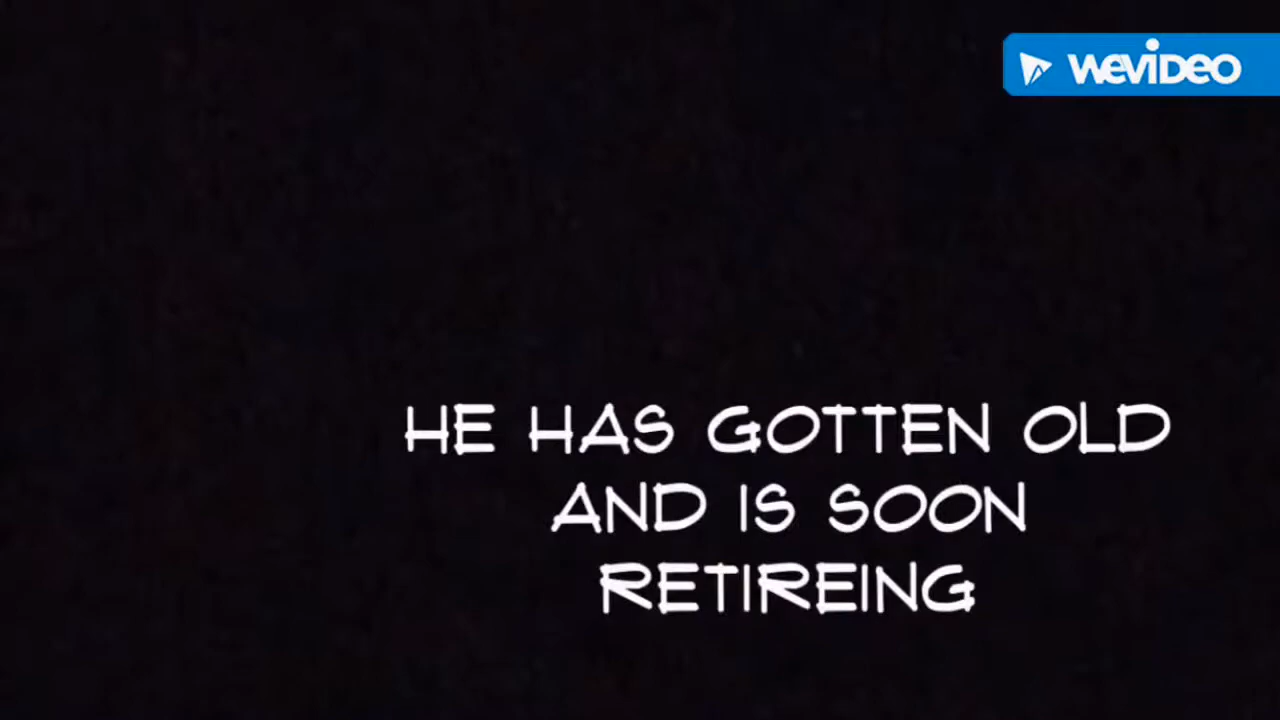 WEVIDEO
HE HAS GOTTEN OLD
AND IS SOON
RETIREING